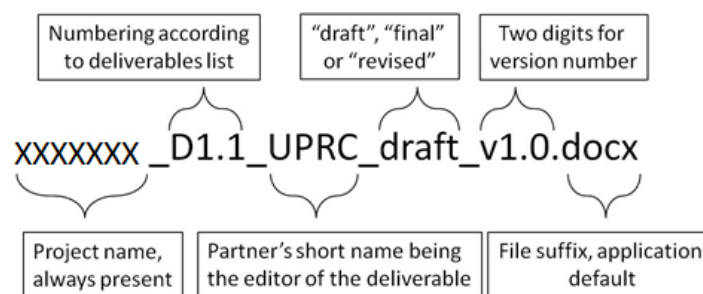 Numbering according
to deliverables list
“draft”, “final”
or “revised”
Two digits for
version number
XXXXXXX _D1.1_UPRC_draft_v1.0.docx
Project name,
always present
Partner’s short name being
the editor of the deliverable
File suffix, application
default